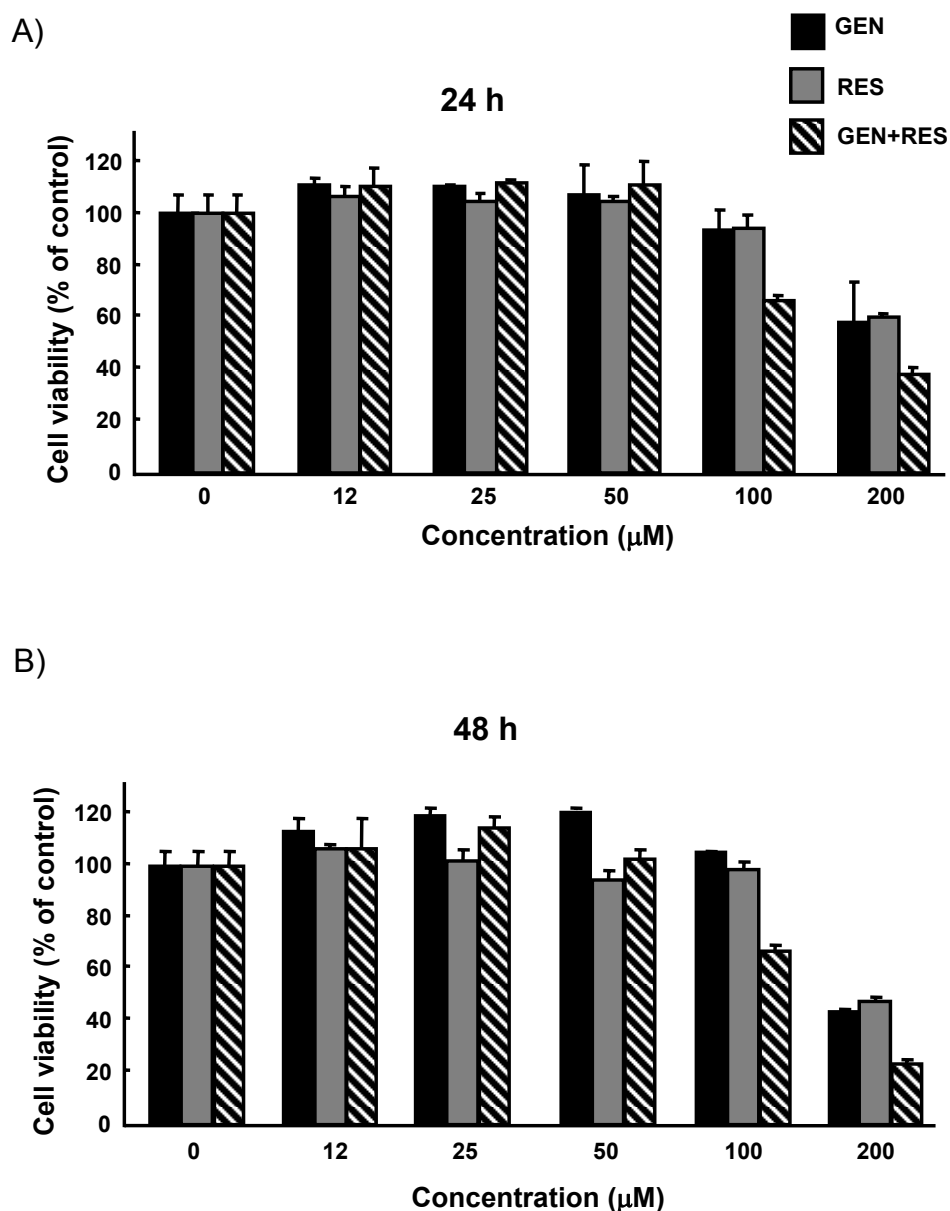 A)
GEN
RES
GEN+RES
24 h
Cell viability (% of control)
120
100
80
60
40
20
0
0 12 25 50 100 200
Concentration (μM)
B)
48 h
Cell viability (% of control)
120
100
80
60
40
20
0
0 12 25 50 100 200
Concentration (μM)